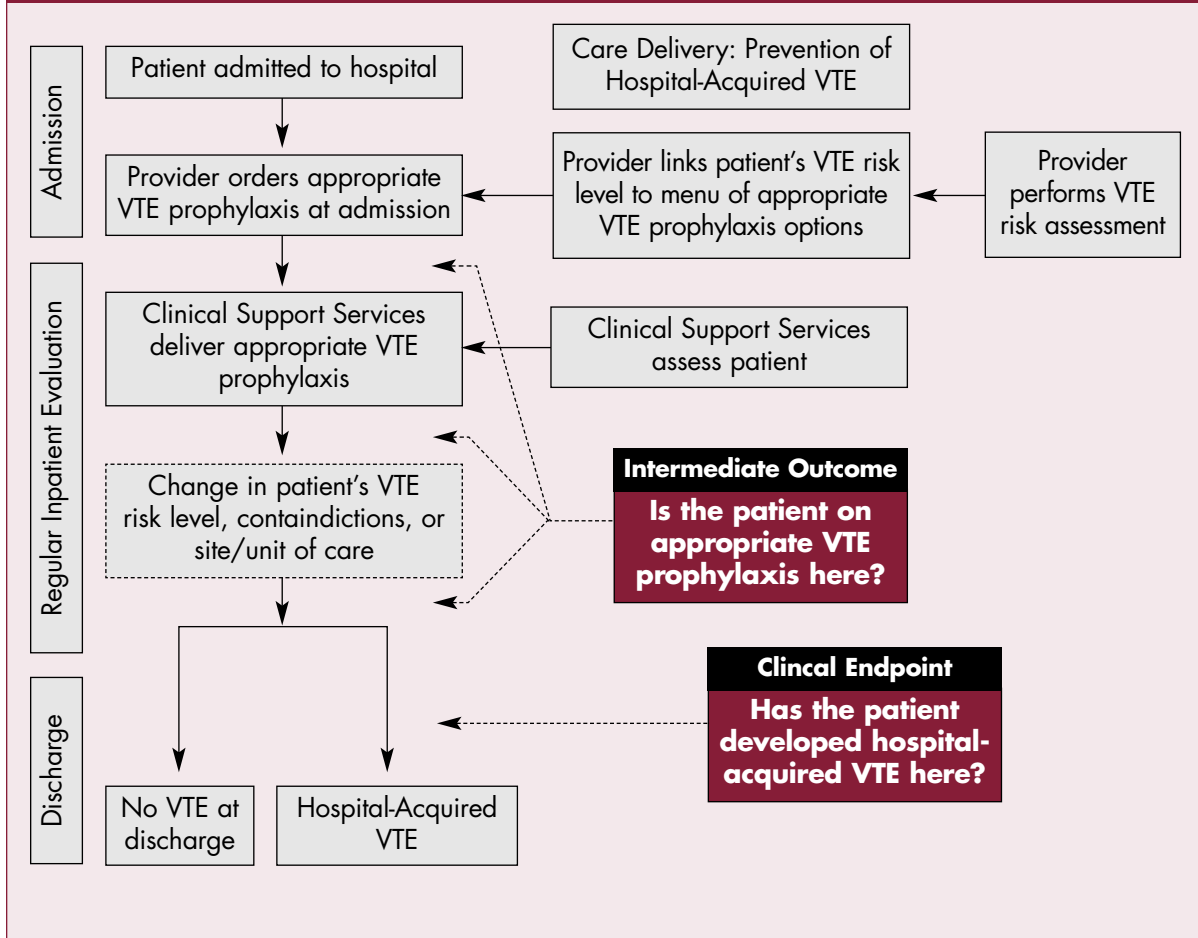 Admission
Patient admitted to hospital
Care Delivery: Prevention of
Hospital-Acquired VTE
Provider orders appropriate
VTE prophylaxis at admission
Provider links patient’s VTE risk
level to menu of appropriate
VTE prophylaxis options
Provider
performs VTE
risk assessment
Regular Inpatient Evaluation
Clinical Support Services
deliver appropriate VTE
prophylaxis
Clinical Support Services
assess patient
Change in patient’s VTE
risk level, containdictions, or
site/unit of care
Intermediate Outcome
Is the patient on
appropriate VTE
prophylaxis here?
Discharge
Clincal Endpoint
Has the patient
developed hospital-
acquired VTE here?
No VTE at
discharge
Hospital-Acquired
VTE